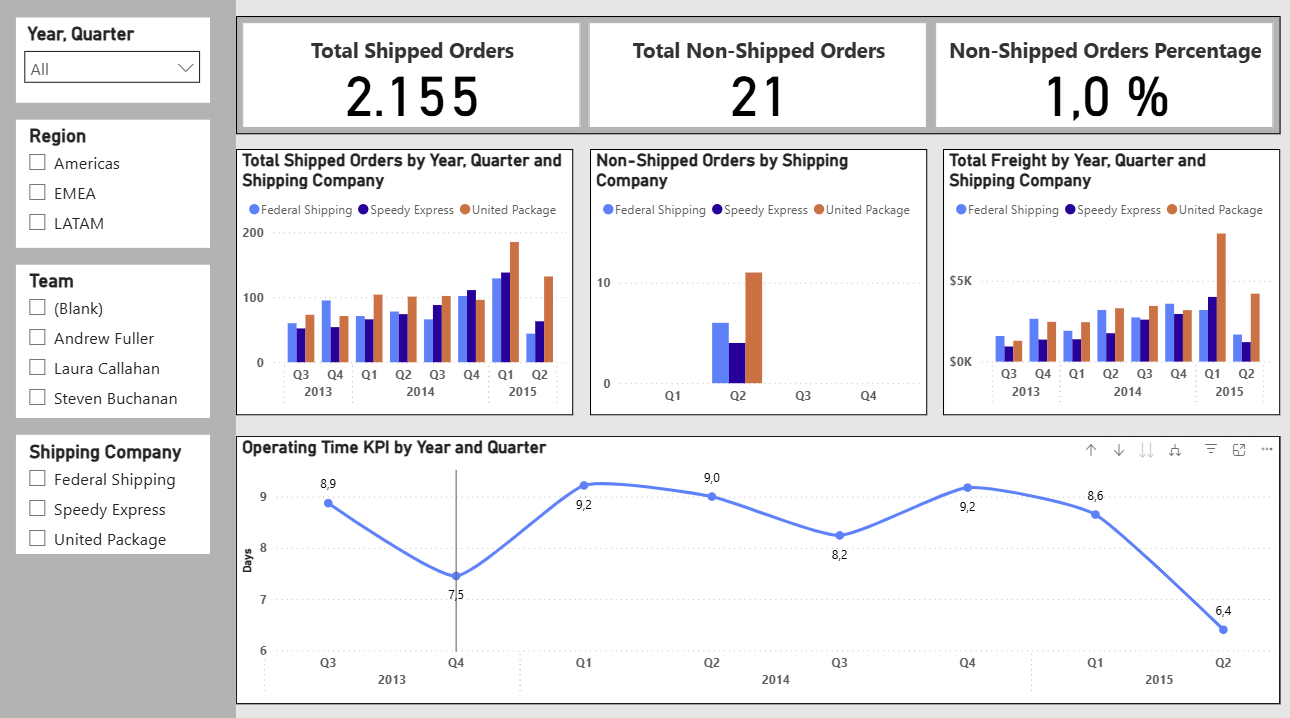 Year, Quarter
All
Region
Americas
EMEA
LATAM
Team
(Blank)
Andrew Fuller
Laura Callahan
Steven Buchanan
Shipping Company
Federal Shipping
Speedy Express
United Package
Total Shipped Orders
2.155
Total Non-Shipped Orders
21
Non-Shipped Orders Percentage
1,0 %
Total Shipped Orders by Year, Quarter and
Shipping Company
Federal Shipping Speedy Express United Package
200
100
0
Q3 Q4 Q1 Q2 Q3 Q4 Q1 Q2
2013 2014 2015
Non-Shipped Orders by Shipping
Company
Federal Shipping Speedy Express United Package
10
0
Q1 Q2 Q3 Q4
Total Freight by Year, Quarter and
Shipping Company
Federal Shipping Speedy Express United Package
$5K
$0K
Q3 Q4 Q1 Q2 Q3 Q4 Q1 Q2
2013 2014 2015
Operating Time KPI by Year and Quarter
Days
9
8
7
6
8,9
7,5
9,2
9,0
8,2
9,2
8,6
6,4
Q3 Q4 Q1 Q2 Q3 Q4 Q1 Q2
2013 2014 2015